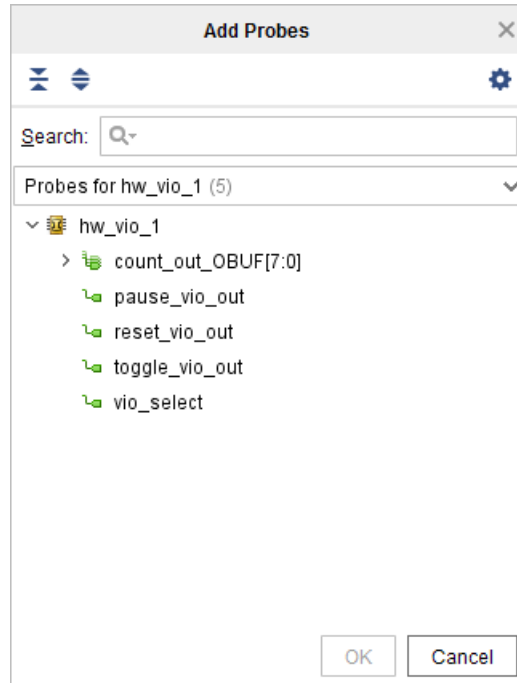 Add Probes
Search:
Probes for hw_vio_1 (5)
hw_vio_1
count_out_OBUF[7:0]
pause_vio_out
reset_vio_out
toggle_vio_out
vio_select
OK Cancel